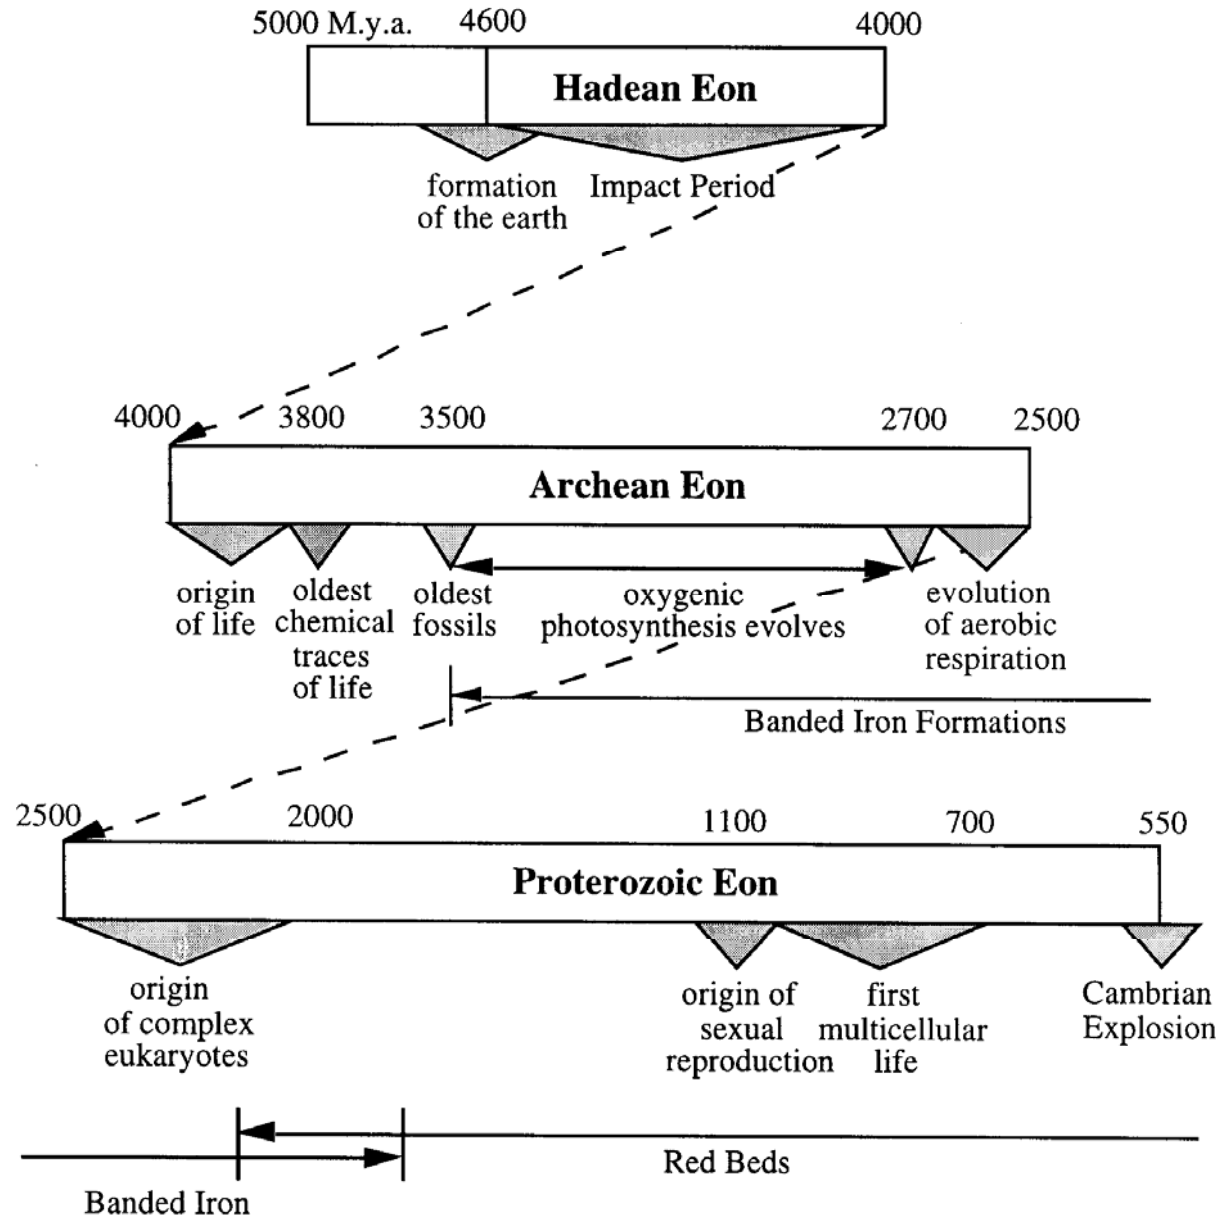 5000 M.y.a. 4600 4000
Hadean Eon
formation
of the earth
Impact Period
4000 3800 3500 2700 2500
Archean Eon
origin
of life
oldest
chemical
traces
of life
oldest
fossils
oxygenic
photosynthesis evolves
evolution
of aerobic
respiration
Banded Iron Formations
2500 2000 1100 700 550
Proterozoic Eon
origin
of complex
eukaryotes
origin of
sexual
reproduction
first
multicellular
life
Cambrian
Explosion
Red Beds
Banded Iron